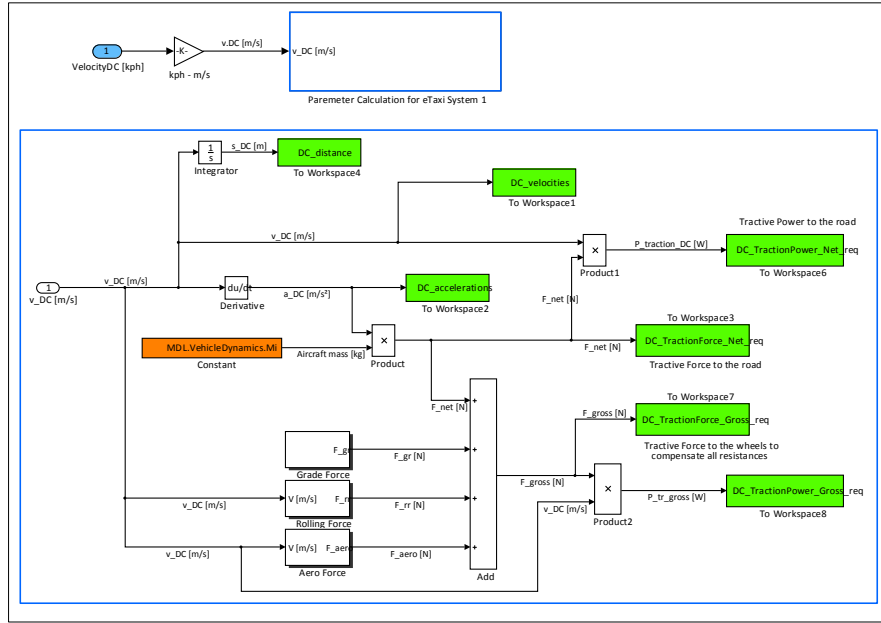 1
VelocityDC [kph]
-K-
kph - m/s
v.DC [m/s]
v_DC [m/s]
Paremeter Calculation for eTaxi System 1
1
s
Integrator
s_DC [m]
DC_distance
To Workspace4
DC_velocities
To Workspace1
v_DC [m/s]
×
Product1
P_traction_DC [W]
Tractive Power to the road
DC_TractionPower_Net_req
To Workspace6
1
v_DC [m/s]
v_DC [m/s]
du/dt
Derivative
a_DC [m/s²]
DC_accelerations
To Workspace2
F_net [N]
MDL.VehicleDynamics.Mi
Constant
Aircraft mass [kg]
×
Product
F_net [N]
To Workspace3
DC_TractionForce_Net_req
Tractive Force to the road
F_net [N]
+
+
+
+
Add
F_gross [N]
To Workspace7
DC_TractionForce_Gross_req
Tractive Force to the wheels to
compensate all resistances
F_gr
Grade Force
F_gr [N]
F_gross [N]
v_DC [m/s]
×
Product2
P_tr_gross [W]
DC_TractionPower_Gross_req
To Workspace8
v_DC [m/s]
V [m/s]
F_rr
Rolling Force
F_rr [N]
v_DC [m/s]
V [m/s]
F_aero
Aero Force
F_aero [N]